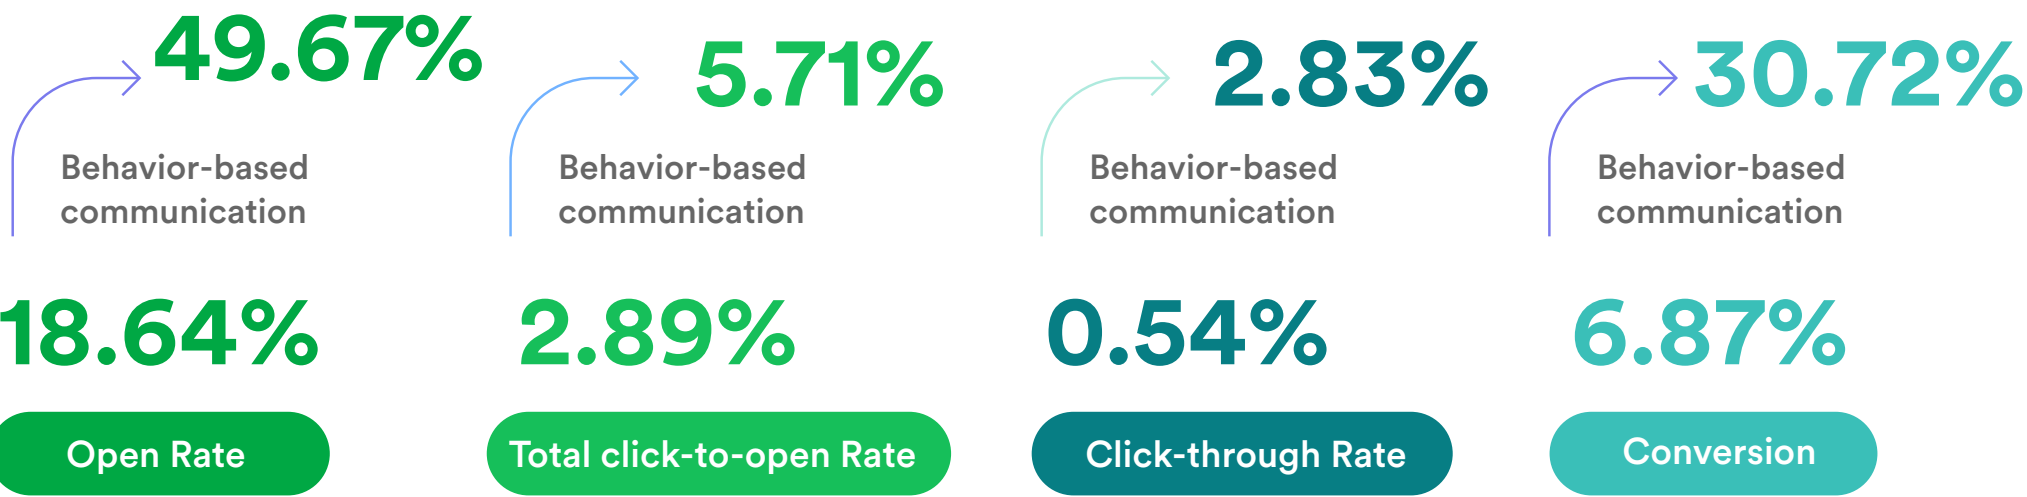 49.67%
Behavior-based
communication
18.64%
Open Rate
5.71%
Behavior-based
communication
2.89%
Total click-to-open Rate
2.83%
Behavior-based
communication
0.54%
Click-through Rate
30.72%
Behavior-based
communication
6.87%
Conversion